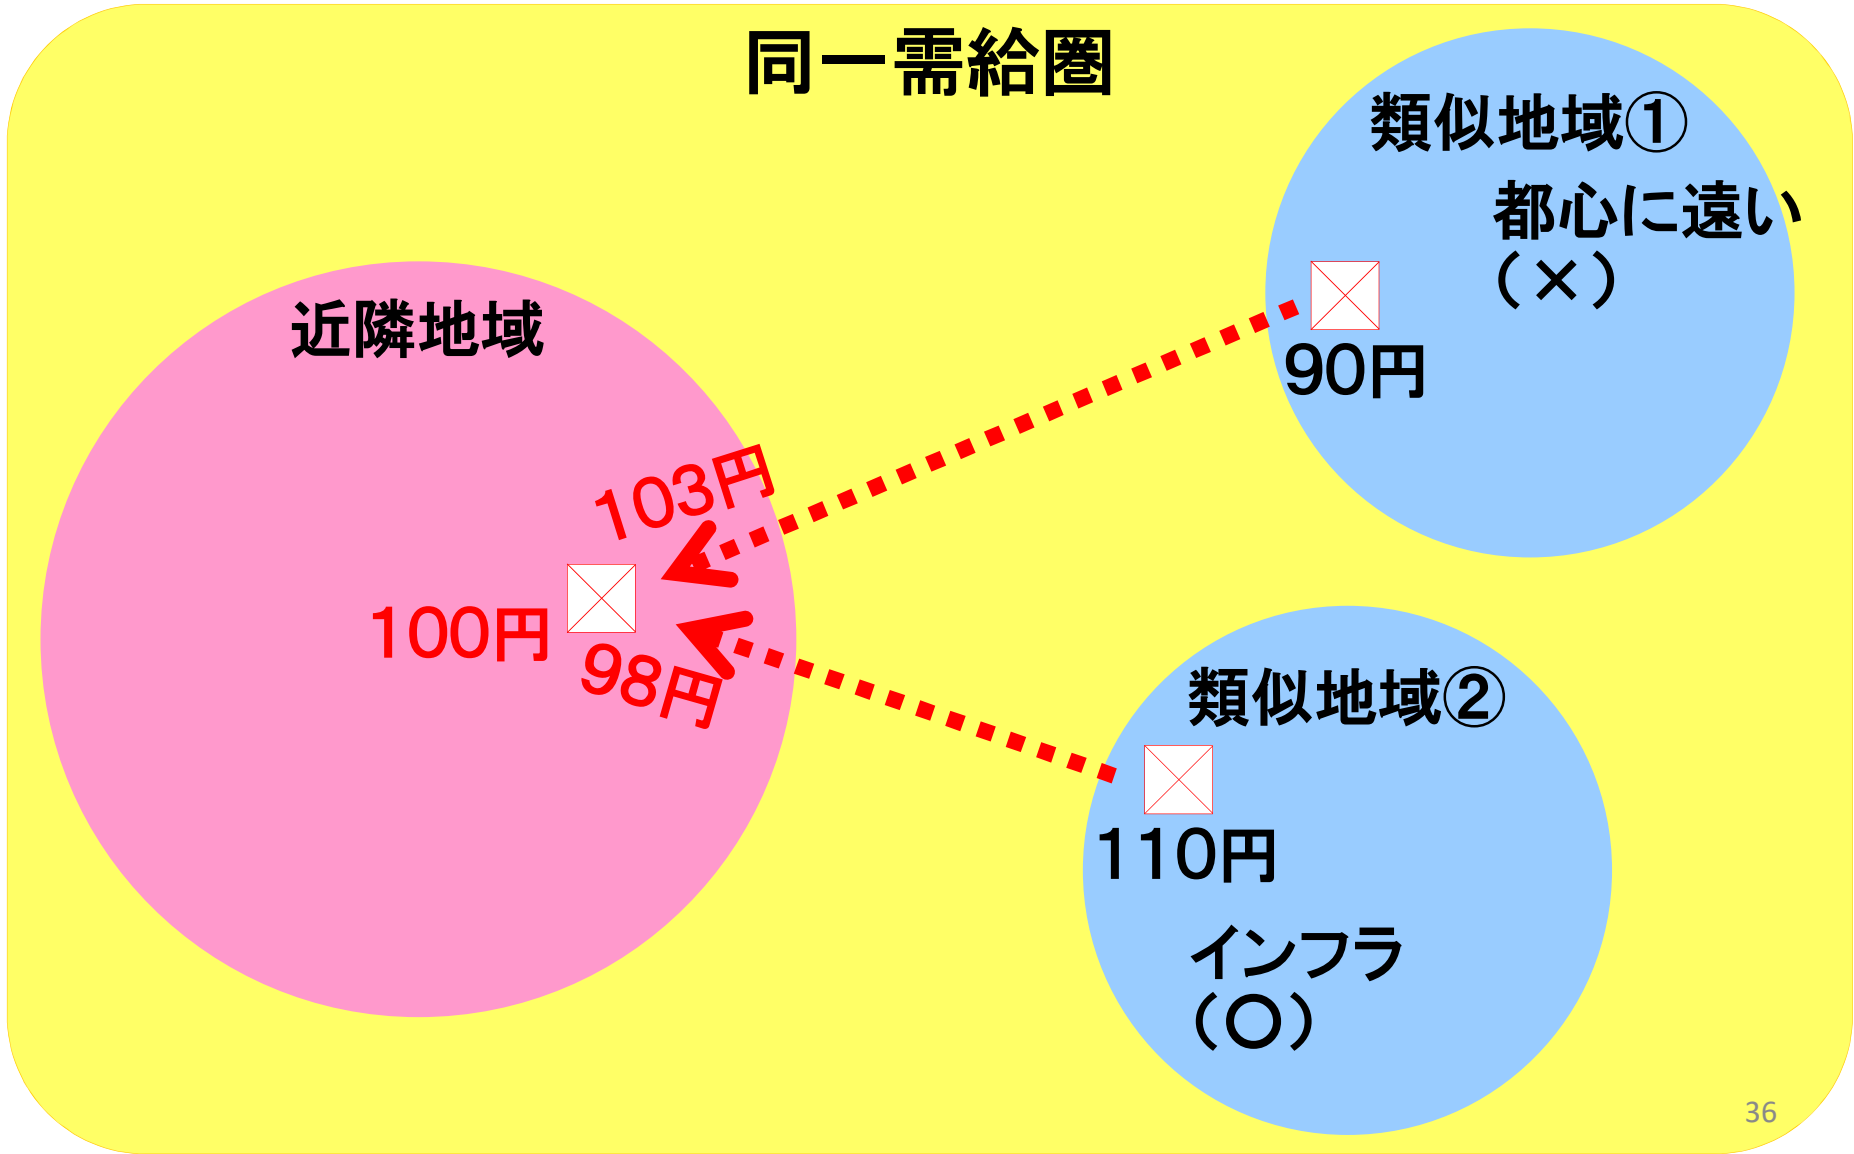 同一需給圏
類似地域①
都心に遠い
（×）
90円
近隣地域
103円
100円
98円
類似地域②
110円
インフラ
（○）
36